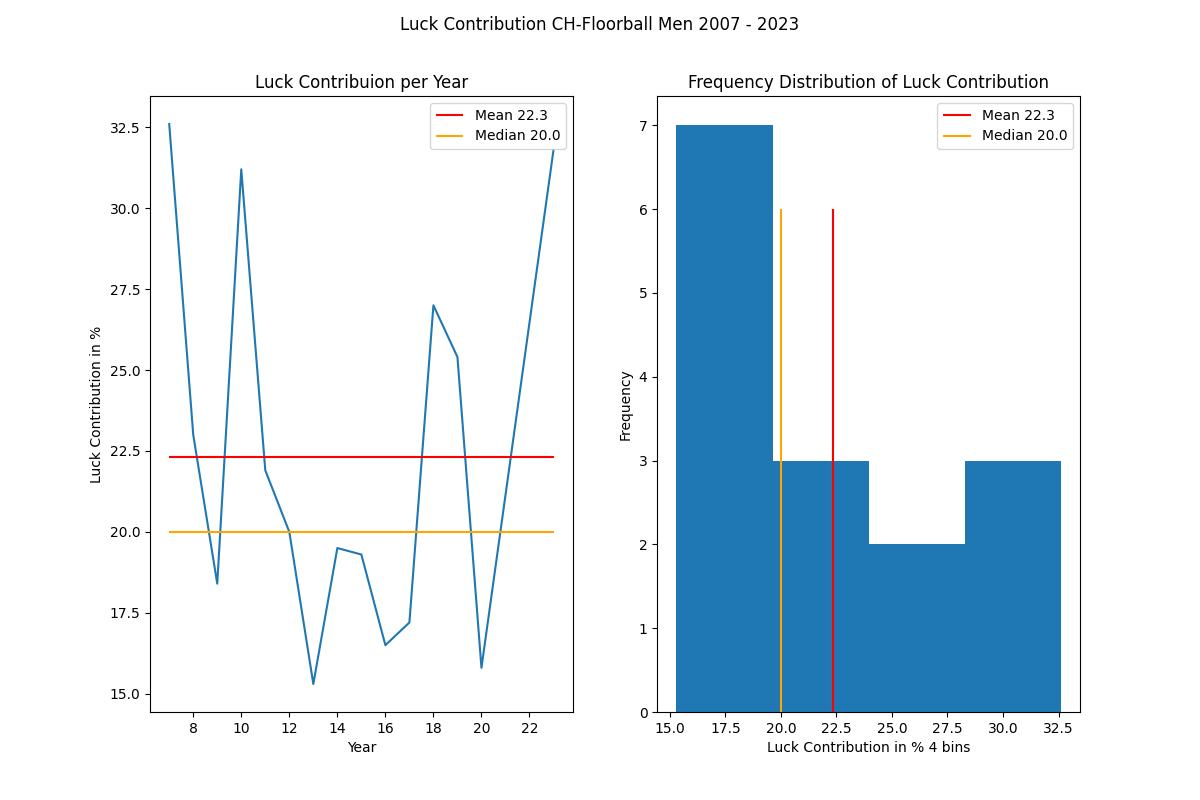 Luck Contribution CH-Floorball Men 2007 - 2023
Luck Contribuion per Year
Mean 22.3
Median 20.0
32.5
30.0
27.5
25.0
22.5
20.0
17.5
15.0
Luck Contribution in %
8 10 12 14 16 18 20 22
Year
Frequency Distribution of Luck Contribution
Mean 22.3
Median 20.0
7
6
5
4
3
2
1
0
Frequency
15.0 17.5 20.0 22.5 25.0 27.5 30.0 32.5
Luck Contribution in % 4 bins